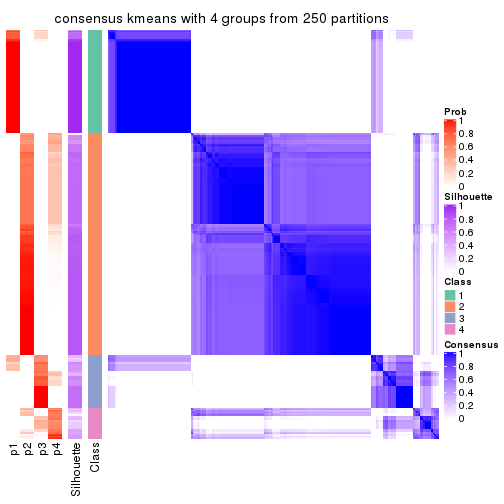 consensus kmeans with 4 groups from 250 partitions
Prob
1
0.8
0.6
0.4
0.2
0
Silhouette
1
0.8
0.6
0.4
0.2
0
Class
1
2
3
4
Consensus
1
0.8
0.6
0.4
0.2
0
p1
p2
p3
p4
Silhouette
Class